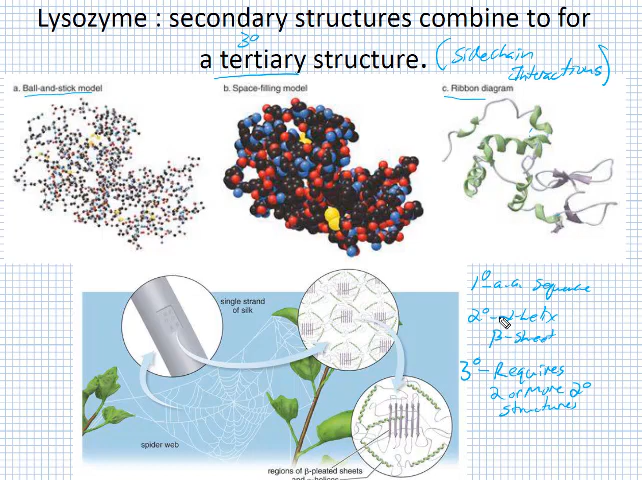 Lysozyme : secondary structures combine to for
3°
a tertiary structure. (Sidechain
Interactions)
a. Ball-and-stick model
b. Space-filling model
c. Ribbon diagram
single strand
of silk
spider web
regions of β-pleated sheets
and α-helices
1° - a.a. sequence
2° - α-helix
β-sheet
3° - Requires
2 or more 2°
structures